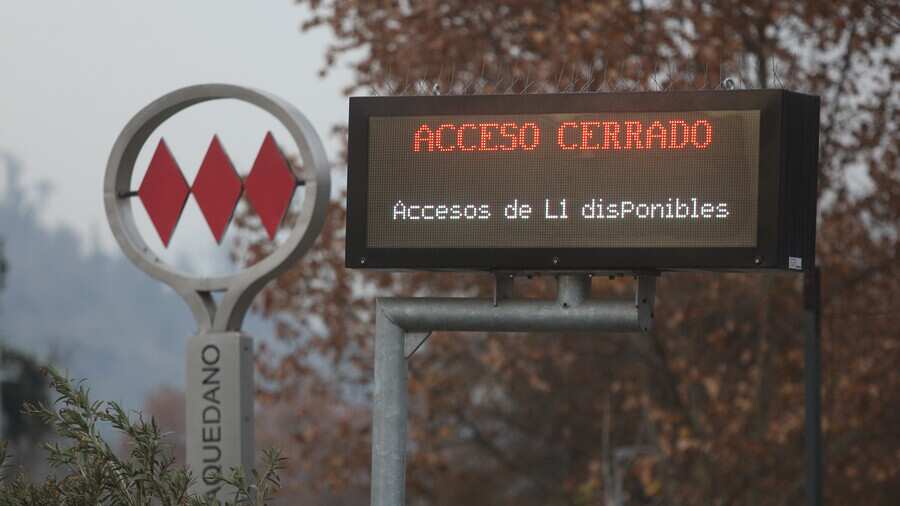 ACCESO CERRADO
Accesos de L1 disPonibles
AQUEDANO